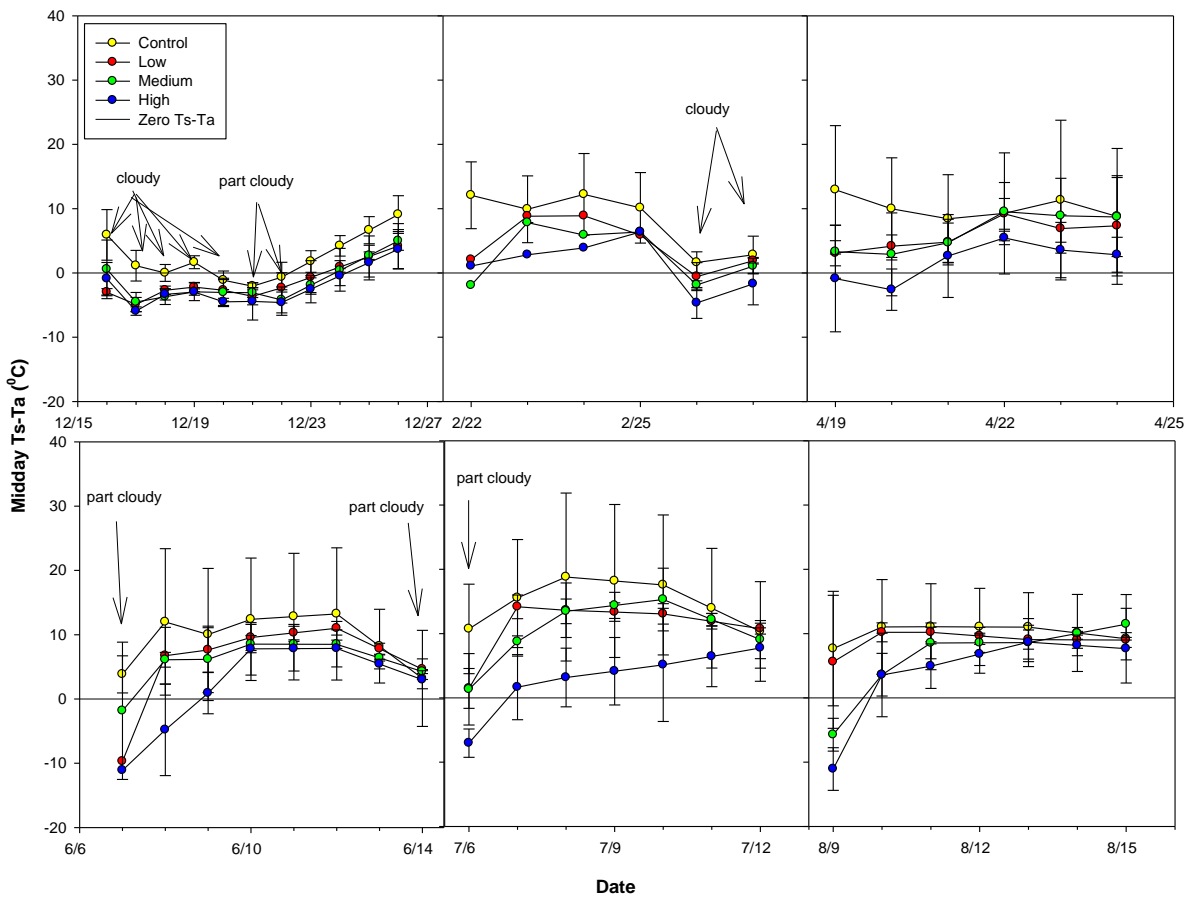 40
30
20
10
0
-10
-20
Control
Low
Medium
High
Zero Ts-Ta
cloudy
part cloudy
cloudy
12/15 12/19 12/23 12/27
2/22 2/25
4/19 4/22 4/25
Midday Ts-Ta (⁰C)
40
30
20
10
0
-10
-20
part cloudy
part cloudy
part cloudy
6/6 6/10 6/14
7/6 7/9 7/12
8/9 8/12 8/15
Date